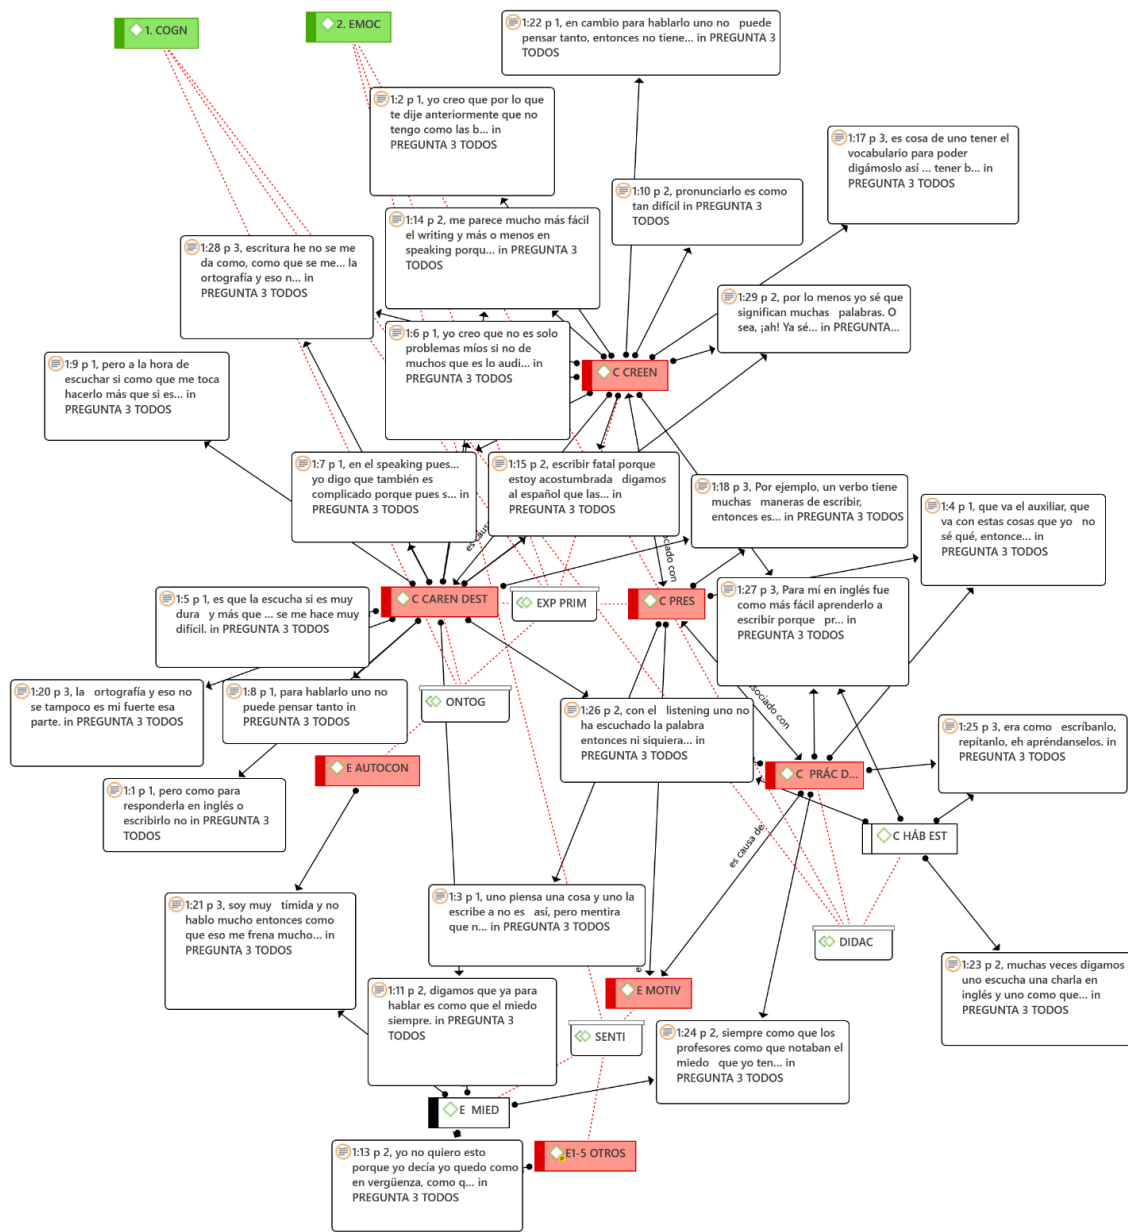 1. COGN
2. EMOC
1:22 p 1, en cambio para hablarlo uno no puede
pensar tanto, entonces no tiene... in PREGUNTA 3
TODOS
1:2 p 1, yo creo que por lo que
te dije anteriormente que no
tengo como las b... in
PREGUNTA 3 TODOS
1:17 p 3, es cosa de uno tener el
vocabulario para poder
digámoslo así ... tener b... in
PREGUNTA 3 TODOS
1:10 p 2, pronunciarlo es como
tan difícil in PREGUNTA 3
TODOS
1:14 p 2, me parece mucho más fácil
el writing y más o menos en
speaking porqu... in PREGUNTA 3
TODOS
1:28 p 3, escritura he no se me
da como, como que se me... la
ortografía y eso n... in
PREGUNTA 3 TODOS
1:29 p 2, por lo menos yo sé que
significan muchas palabras. O
sea, ¡ah! Ya sé... in PREGUNTA...
1:6 p 1, yo creo que no es solo
problemas míos si no de
muchos que es lo audi... in
PREGUNTA 3 TODOS
1:9 p 1, pero a la hora de
escuchar si como que me toca
hacerlo más que si es... in
PREGUNTA 3 TODOS
C CREEN
1:7 p 1, en el speaking pues...
yo digo que también es
complicado porque pues s... in
PREGUNTA 3 TODOS
1:15 p 2, escribir fatal porque
estoy acostumbrada digamos
al español que las... in
PREGUNTA 3 TODOS
1:18 p 3, Por ejemplo, un verbo tiene
muchas maneras de escribir,
entonces es... in PREGUNTA 3
TODOS
1:4 p 1, que va el auxiliar, que
va con estas cosas que yo no
sé qué, entonce... in
PREGUNTA 3 TODOS
es causa
ociado con
1:5 p 1, es que la escucha si es muy
dura y más que ... se me hace muy
difícil. in PREGUNTA 3 TODOS
C CAREN DEST
EXP PRIM
C PRES
1:27 p 3, Para mí en inglés fue
como más fácil aprenderlo a
escribir porque pr... in
PREGUNTA 3 TODOS
1:20 p 3, la ortografía y eso no
se tampoco es mi fuerte esa
parte. in PREGUNTA 3 TODOS
1:8 p 1, para hablarlo uno no
puede pensar tanto in
PREGUNTA 3 TODOS
ONTOG
sociado con
1:26 p 2, con el listening uno no
ha escuchado la palabra
entonces ni siquiera... in
PREGUNTA 3 TODOS
1:25 p 3, era como escríbanlo,
repítanlo, eh apréndanselos. in
PREGUNTA 3 TODOS
E AUTOCON
C PRÁC D...
1:1 p 1, pero como para
responderla en inglés o
escribirlo no in PREGUNTA 3
TODOS
C HÁB EST
es causa de
1:21 p 3, soy muy tímida y no
hablo mucho entonces como
que eso me frena mucho... in
PREGUNTA 3 TODOS
1:3 p 1, uno piensa una cosa y uno la
escribe a no es así, pero mentira
que n... in PREGUNTA 3 TODOS
DIDAC
1:23 p 2, muchas veces digamos
uno escucha una charla en
inglés y uno como que... in
PREGUNTA 3 TODOS
1:11 p 2, digamos que ya para
hablar es como que el miedo
siempre. in PREGUNTA 3
TODOS
E MOTIV
SENTI
1:24 p 2, siempre como que los
profesores como que notaban el
miedo que yo ten... in
PREGUNTA 3 TODOS
E MIED
1:13 p 2, yo no quiero esto
porque yo decía yo quedo como
en vergüenza, como q... in
PREGUNTA 3 TODOS
E1-5 OTROS